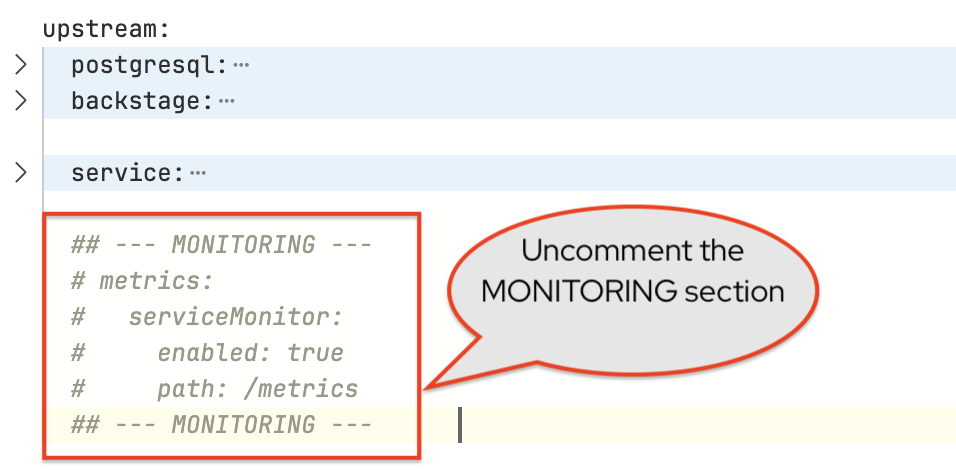 upstream:
postgresql:⋯
backstage:⋯
service:⋯
## --- MONITORING ---
# metrics:
#   serviceMonitor:
#     enabled: true
#     path: /metrics
## --- MONITORING ---
Uncomment the
MONITORING section